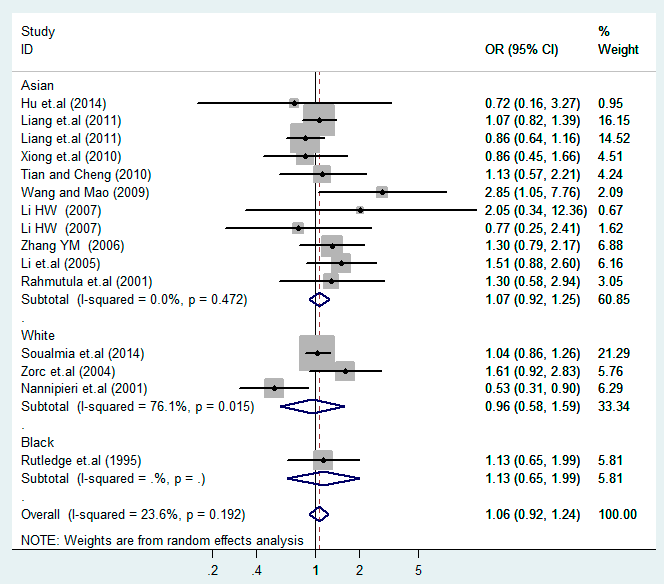 Study %
ID OR (95% CI) Weight
Asian
Hu et.al (2014) 0.72 (0.16, 3.27) 0.95
Liang et.al (2011) 1.07 (0.82, 1.39) 16.15
Liang et.al (2011) 0.86 (0.64, 1.16) 14.52
Xiong et.al (2010) 0.86 (0.45, 1.66) 4.51
Tian and Cheng (2010) 1.13 (0.57, 2.21) 4.24
Wang and Mao (2009) 2.85 (1.05, 7.76) 2.09
Li HW (2007) 2.05 (0.34, 12.36) 0.67
Li HW (2007) 0.77 (0.25, 2.41) 1.62
Zhang YM (2006) 1.30 (0.79, 2.17) 6.88
Li et.al (2005) 1.51 (0.88, 2.60) 6.16
Rahmutula et.al (2001) 1.30 (0.58, 2.94) 3.05
Subtotal (I-squared = 0.0%, p = 0.472) 1.07 (0.92, 1.25) 60.85
.
White
Soualmia et.al (2014) 1.04 (0.86, 1.26) 21.29
Zorc et.al (2004) 1.61 (0.92, 2.83) 5.76
Nannipieri et.al (2001) 0.53 (0.31, 0.90) 6.29
Subtotal (I-squared = 76.1%, p = 0.015) 0.96 (0.58, 1.59) 33.34
.
Black
Rutledge et.al (1995) 1.13 (0.65, 1.99) 5.81
Subtotal (I-squared = .%, p = .) 1.13 (0.65, 1.99) 5.81
.
Overall (I-squared = 23.6%, p = 0.192) 1.06 (0.92, 1.24) 100.00
NOTE: Weights are from random effects analysis
.2 .4 1 2 5